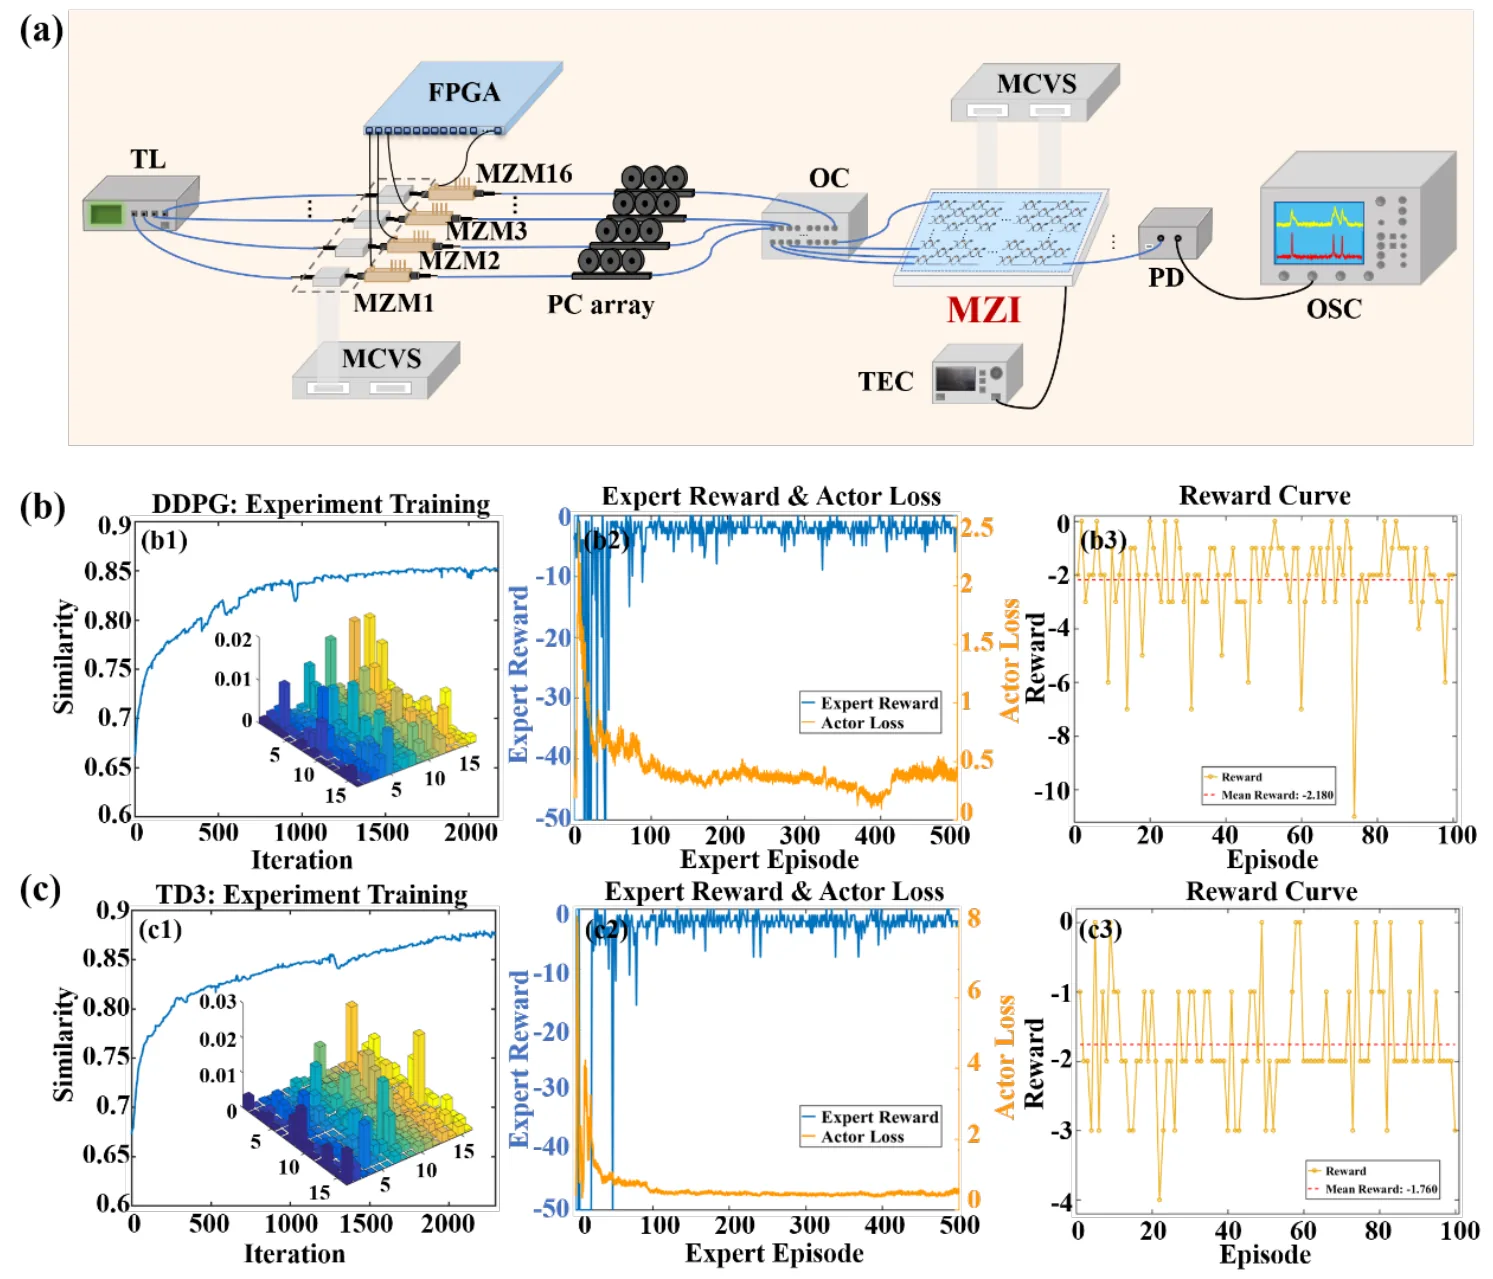 (a)
FPGA
MCVS
TL
MZM16
OC
MZM3
MZM2
MZM1
PC array
MZI
PD
OSC
MCVS
TEC
(b)
DDPG: Experiment Training
(b1)
Similarity
0.9
0.85
0.80
0.75
0.7
0.65
0.6
0.02
0.01
0
5
10
15
5
10
15
0
500
1000
1500
2000
Iteration
Expert Reward & Actor Loss
(b2)
Expert Reward
0
-10
-20
-30
-40
-50
2.5
2
1.5
1
0.5
0
Actor Loss
Expert Reward
Actor Loss
0
100
200
300
400
500
Expert Episode
Reward Curve
(b3)
Reward
0
-2
-4
-6
-8
-10
Reward
Mean Reward: -2.180
0
20
40
60
80
100
Episode
(c)
TD3: Experiment Training
(c1)
Similarity
0.9
0.85
0.80
0.75
0.7
0.65
0.6
0.03
0.02
0.01
0
5
10
15
5
10
15
0
500
1000
1500
2000
Iteration
Expert Reward & Actor Loss
(c2)
Expert Reward
0
-10
-20
-30
-40
-50
8
6
4
2
0
Actor Loss
Expert Reward
Actor Loss
0
100
200
300
400
500
Expert Episode
Reward Curve
(c3)
Reward
0
-1
-2
-3
-4
Reward
Mean Reward: -1.760
0
20
40
60
80
100
Episode